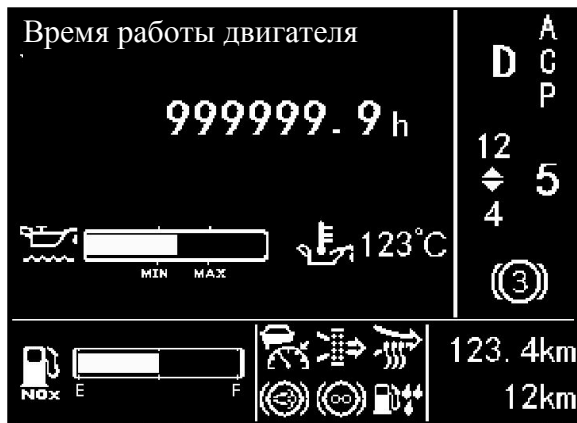 Время работы двигателя
999999.9h
MIN MAX
123°C
D
A
C
P
12
4
5
(3)
NOx E F
123.4km
12km